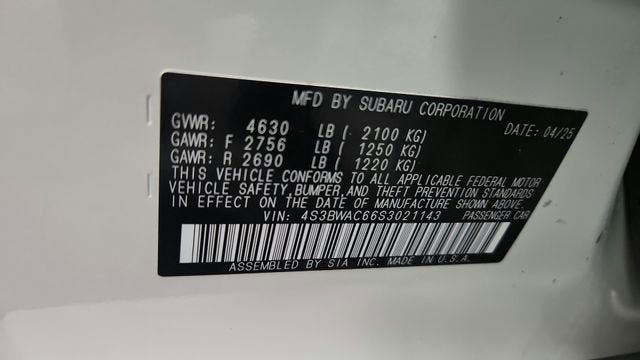 MFD BY SUBARU CORPORATION
GVWR: 4630 LB ( 2100 KG) DATE: 04/25
GAWR: F 2756 LB ( 1250 KG)
GAWR: R 2690 LB ( 1220 KG)
THIS VEHICLE CONFORMS TO ALL APPLICABLE FEDERAL MOTOR
VEHICLE SAFETY, BUMPER, AND THEFT PREVENTION STANDARDS
IN EFFECT ON THE DATE OF MANUFACTURE SHOWN ABOVE.
VIN: 4S3BWAC66S3021143 PASSENGER CAR
ASSEMBLED BY SIA INC. MADE IN U.S.A.